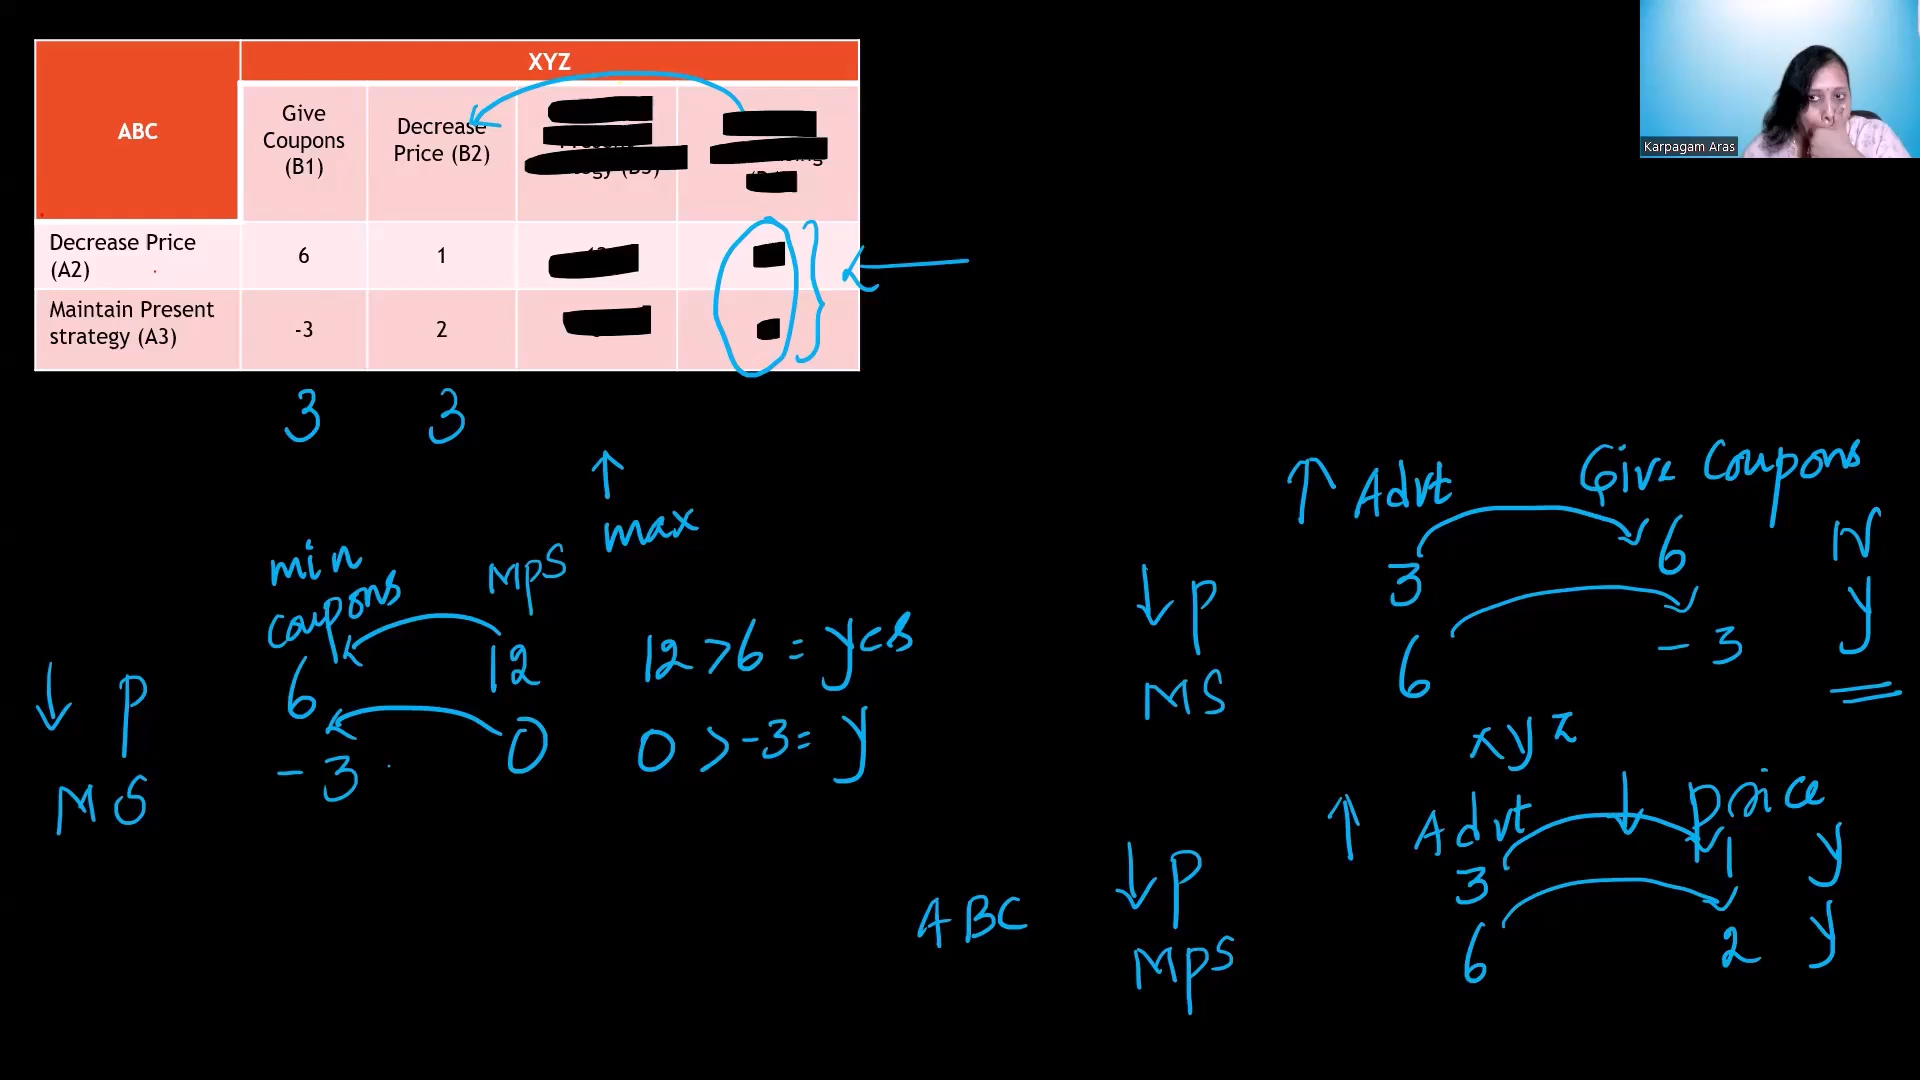 XYZ
ABC
Give
Coupons
(B1)
Decrease
Price (B2)
Decrease Price
(A2)
6
1
Maintain Present
strategy (A3)
-3
2
3 3
↑
max
min
coupons
MPS
↓ P 6 12 12 > 6 = yes
MS -3 0 0 > -3 = y
↑ Advt Give Coupons
↓ P 3 6 N
MS 6 -3 y
xyz
↑ Advt ↓ Price
ABC ↓ P 3 1 y
MPS 6 2 y
Karpagam Aras